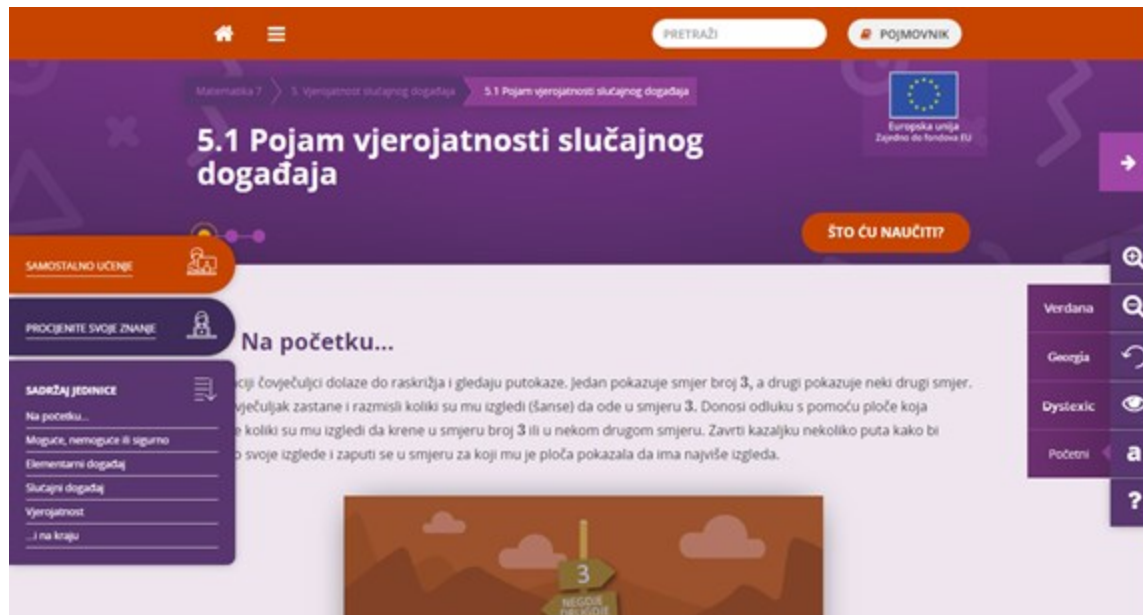 PRETRAŽI
POJMOVNIK
Matematika 7
5. Vjerojatnost slučajnog događaja
5.1 Pojam vjerojatnosti slučajnog događaja
5.1 Pojam vjerojatnosti slučajnog
događaja
Europska unija
Zajedno do fondova EU
ŠTO ĆU NAUČITI?
SAMOSTALNO UČENJE
PROCIJENITE SVOJE ZNANJE
SADRŽAJ JEDINICE
Na početku...
Moguće, nemoguće ili sigurno
Elementarni događaj
Slučajni događaj
Vjerojatnost
...i na kraju
Na početku...
čovječuljci dolaze do raskrižja i gledaju putokaze. Jedan pokazuje smjer broj 3, a drugi pokazuje neki drugi smjer.
zastane i razmisli koliki su mu izgledi (šanse) da ode u smjeru 3. Donosi odluku s pomoću ploče koja
koliki su mu izgledi da krene u smjeru broj 3 ili u nekom drugom smjeru. Zavrti kazaljku nekoliko puta kako bi
svoje izglede i zaputi se u smjeru za koji mu je ploča pokazala da ima najviše izgleda.
3
NEGDJE
DRUGDJE
Verdana
Georgia
Dyslexic
Početni
a
?